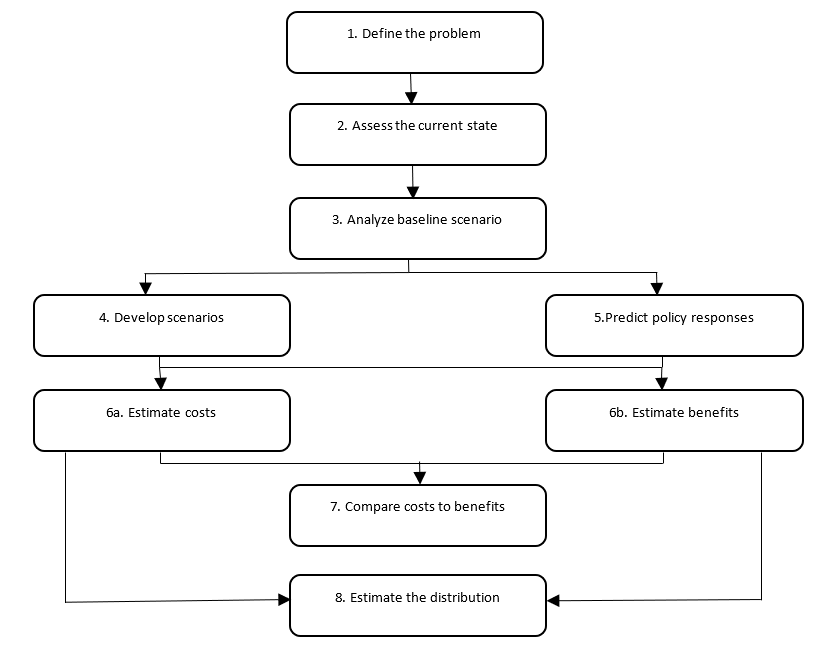 1. Define the problem
2. Assess the current state
3. Analyze baseline scenario
4. Develop scenarios
5.Predict policy responses
6a. Estimate costs
6b. Estimate benefits
7. Compare costs to benefits
8. Estimate the distribution